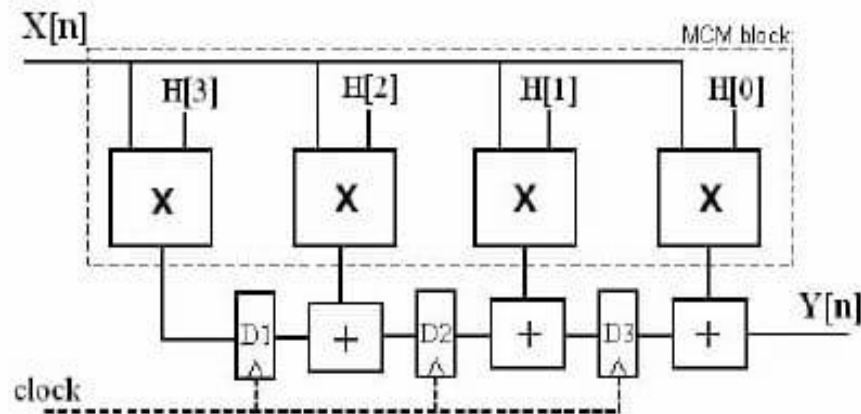 X[n]
MCM block
H[3] H[2] H[1] H[0]
X X X X
D1 + D2 + D3 +
Y[n]
clock